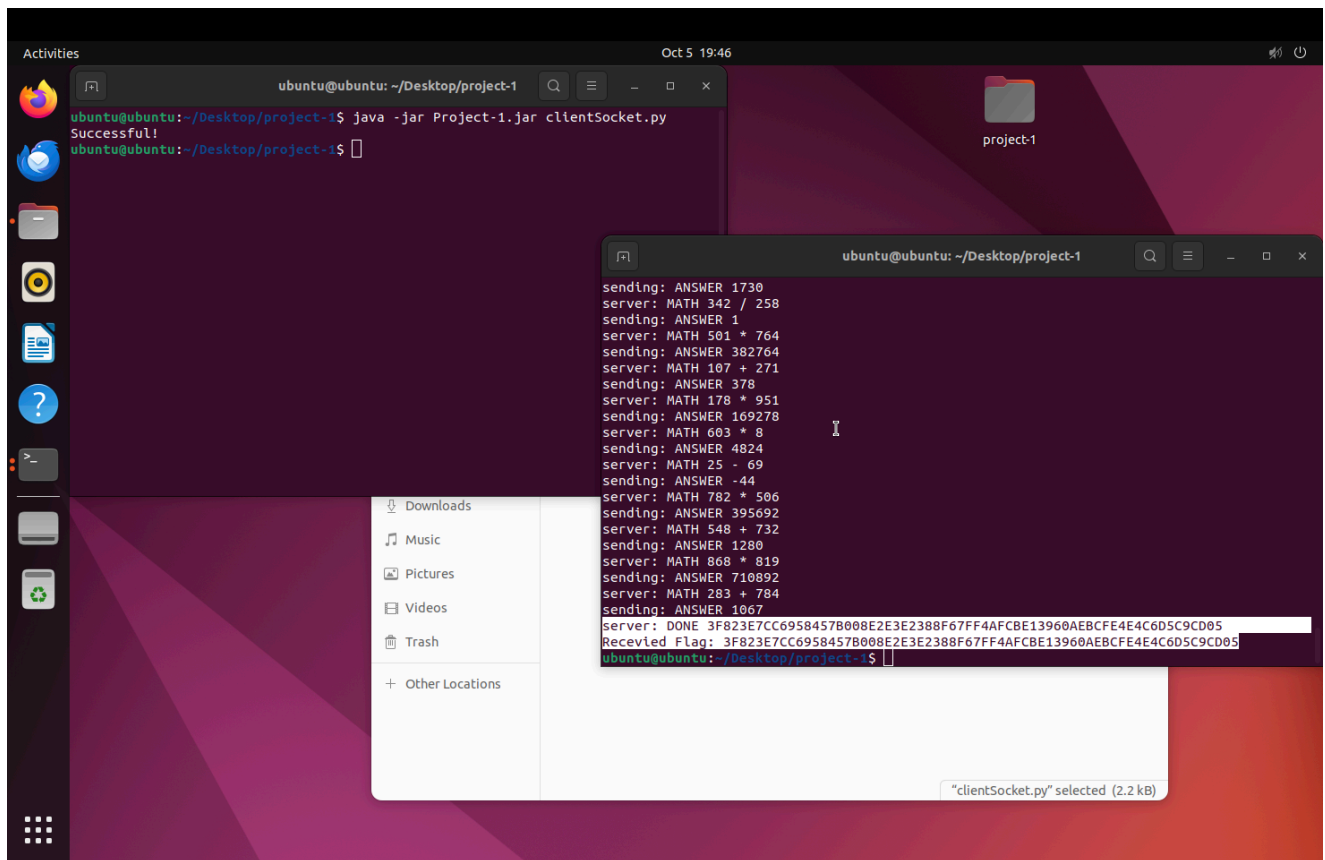 Activities
Oct 5 19:46
ubuntu@ubuntu: ~/Desktop/project-1
ubuntu@ubuntu:~/Desktop/project-1$ java -jar Project-1.jar clientSocket.py
Successful!
ubuntu@ubuntu:~/Desktop/project-1$
project-1
ubuntu@ubuntu: ~/Desktop/project-1
sending: ANSWER 1730
server: MATH 342 / 258
sending: ANSWER 1
server: MATH 501 * 764
sending: ANSWER 382764
server: MATH 107 + 271
sending: ANSWER 378
server: MATH 178 * 951
sending: ANSWER 169278
server: MATH 603 * 8
sending: ANSWER 4824
server: MATH 25 - 69
sending: ANSWER -44
server: MATH 782 * 506
sending: ANSWER 395692
server: MATH 548 + 732
sending: ANSWER 1280
server: MATH 868 * 819
sending: ANSWER 710892
server: MATH 283 + 784
sending: ANSWER 1067
server: DONE 3F823E7CC6958457B008E2E3E2388F67FF4AFCBE13960AEBCFE4E4C6D5C9CD05
Recevied Flag: 3F823E7CC6958457B008E2E3E2388F67FF4AFCBE13960AEBCFE4E4C6D5C9CD05
ubuntu@ubuntu:~/Desktop/project-1$
Downloads
Music
Pictures
Videos
Trash
+ Other Locations
"clientSocket.py" selected (2.2 kB)